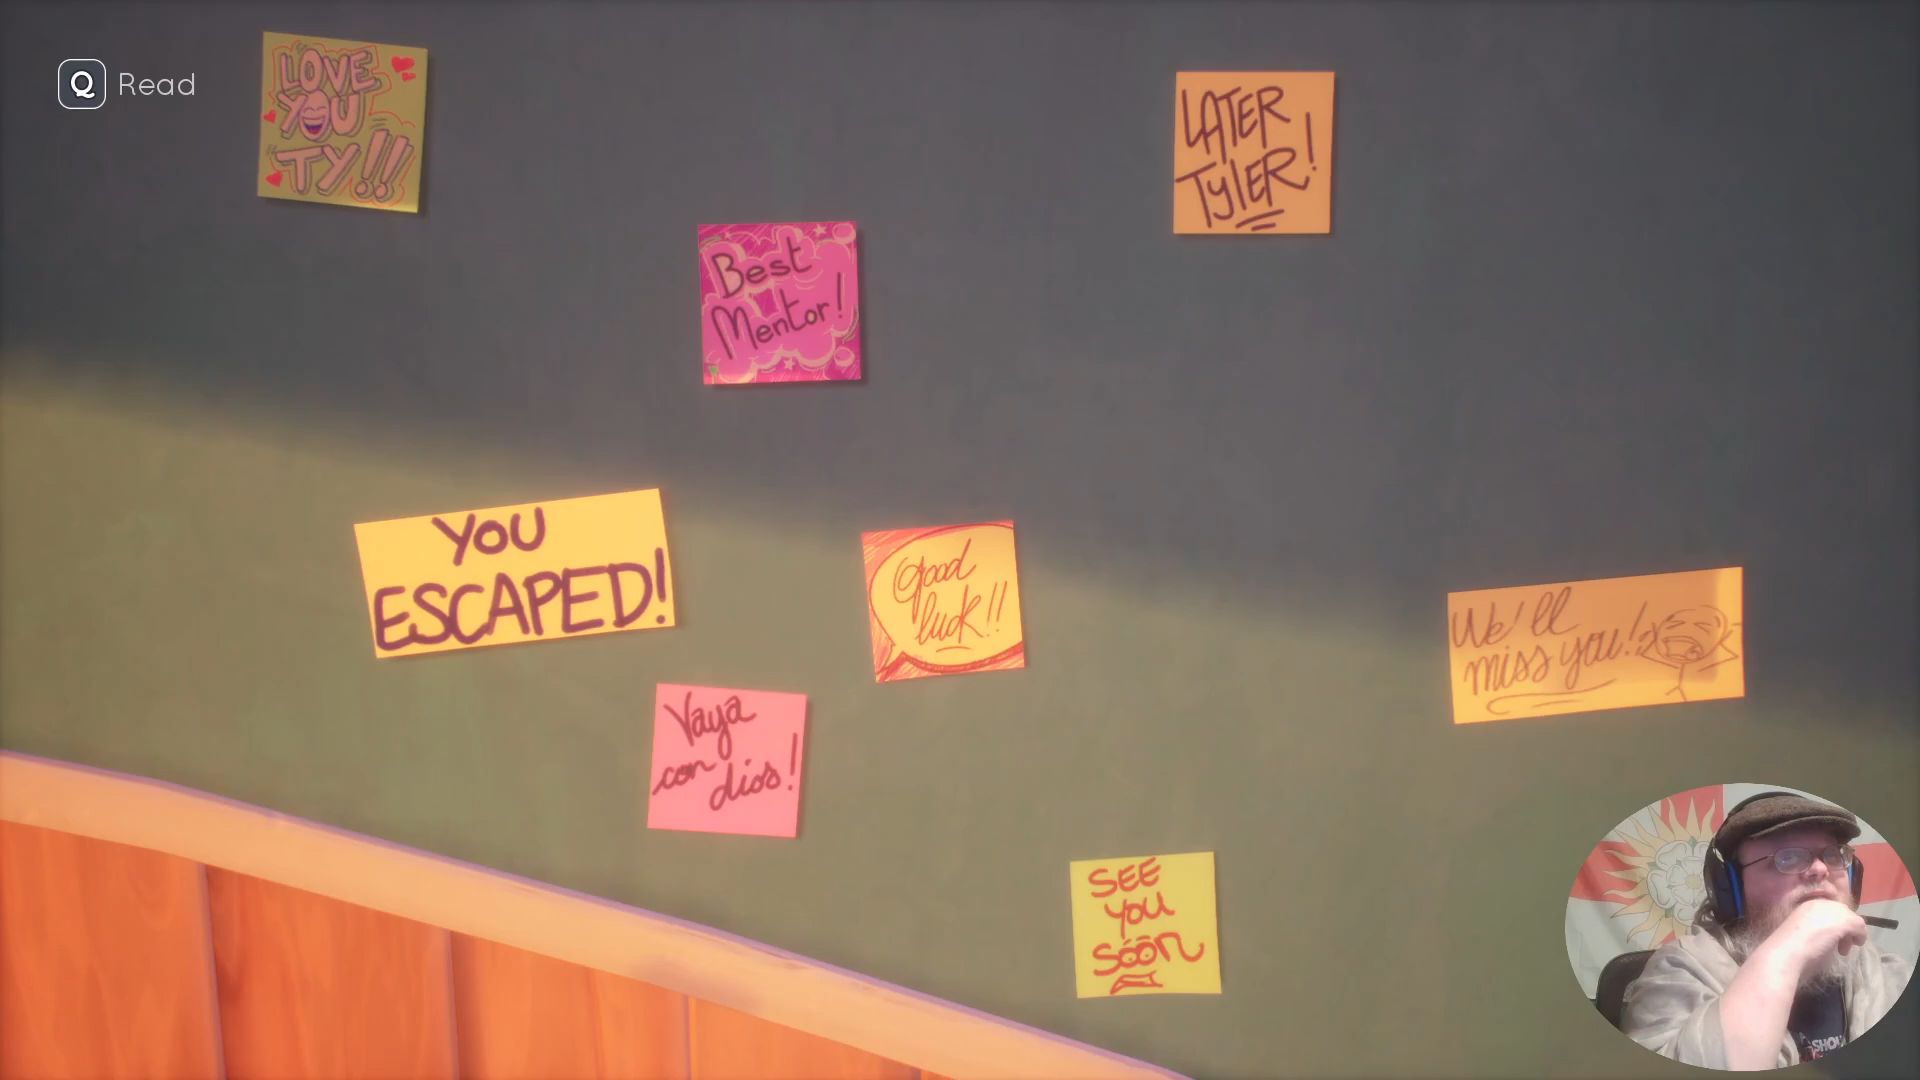 Q Read
LOVE
YOU
TY!!!
LATER
TYLER!
Best
Mentor!
YOU
ESCAPED!
Good
luck!!
We'll
miss you!
Vaya
con dios!
SEE
YOU
SOON